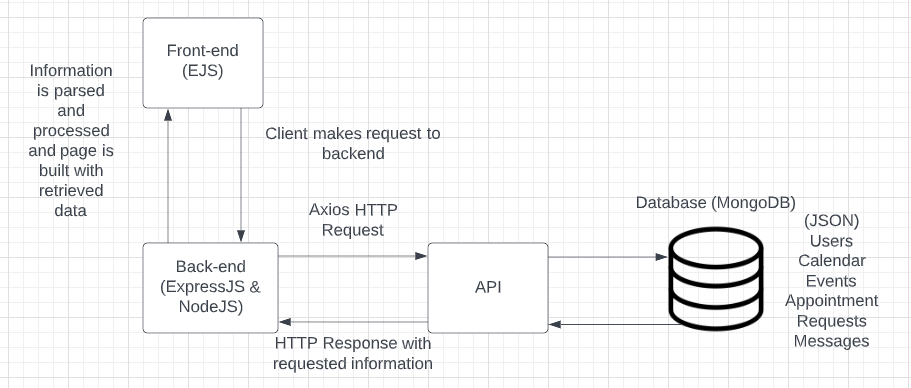 Front-end
(EJS)
Information
is parsed
and
processed
and page is
built with
retrieved
data
Client makes request to
backend
Axios HTTP
Request
Back-end
(ExpressJS &
NodeJS)
API
HTTP Response with
requested information
Database (MongoDB)
(JSON)
Users
Calendar
Events
Appointment
Requests
Messages